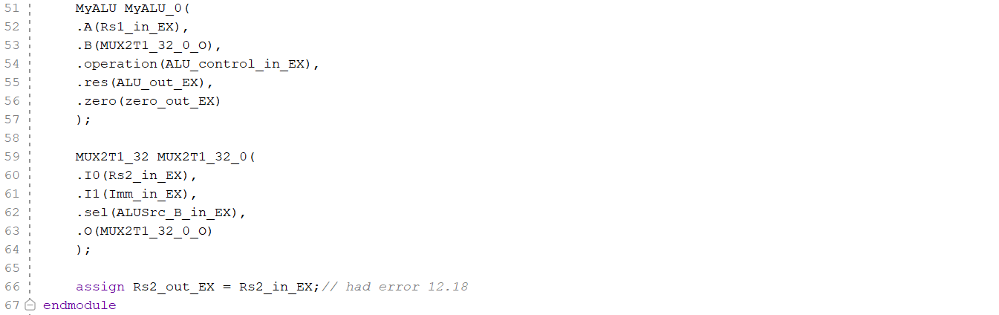 51 MyALU MyALU_0(
52 .A(Rs1_in_EX),
53 .B(MUX2T1_32_0_O),
54 .operation(ALU_control_in_EX),
55 .res(ALU_out_EX),
56 .zero(zero_out_EX)
57 );
58
59 MUX2T1_32 MUX2T1_32_0(
60 .I0(Rs2_in_EX),
61 .I1(Imm_in_EX),
62 .sel(ALUSrc_B_in_EX),
63 .O(MUX2T1_32_0_O)
64 );
65
66 assign Rs2_out_EX = Rs2_in_EX;// had error 12.18
67 endmodule